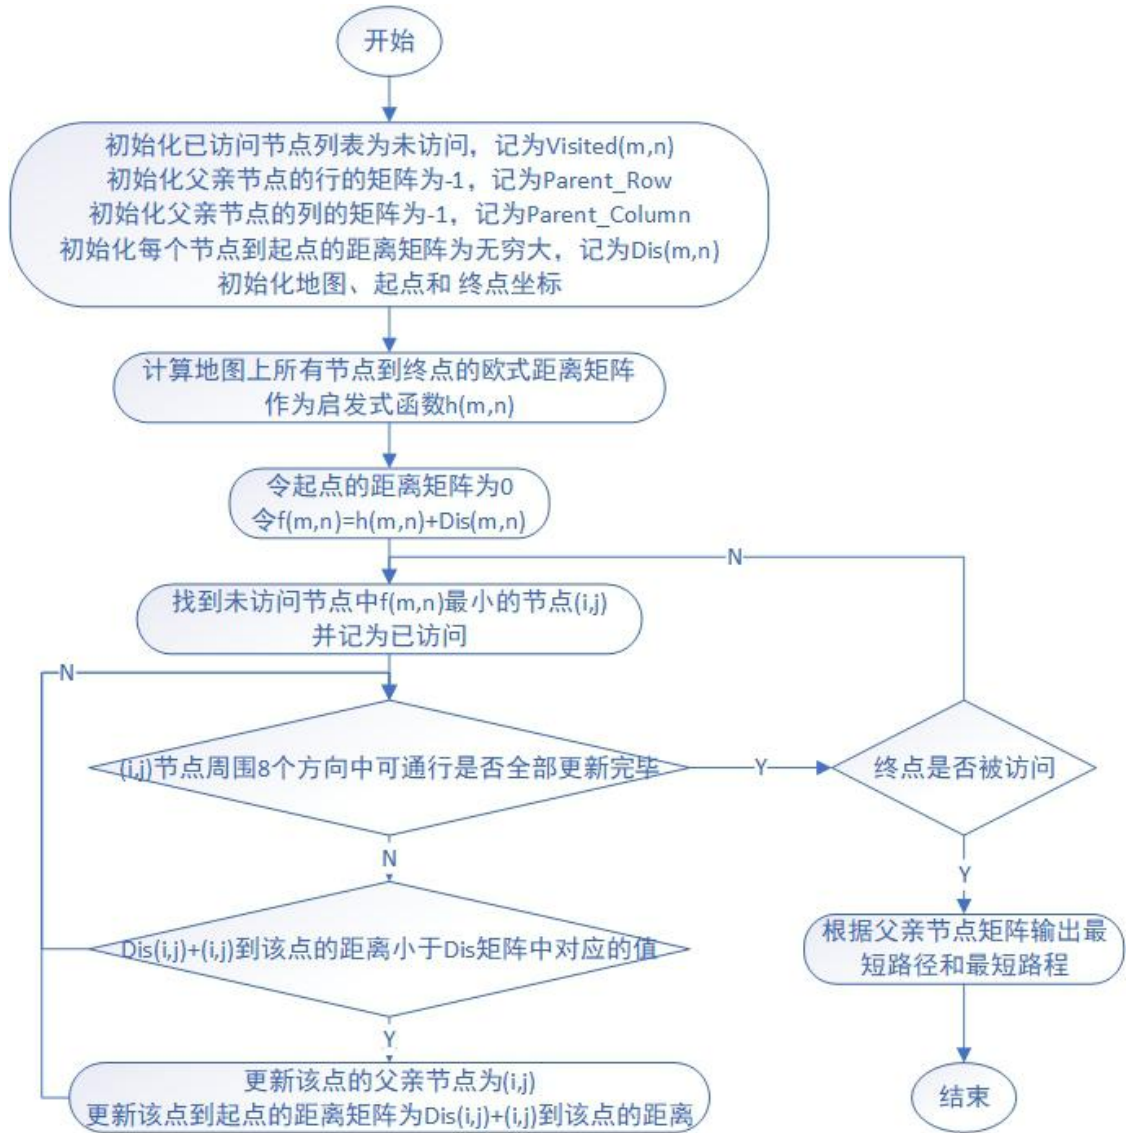 开始
初始化已访问节点列表为未访问，记为Visited(m,n)
初始化父亲节点的行的矩阵为-1，记为Parent_Row
初始化父亲节点的列的矩阵为-1，记为Parent_Column
初始化每个节点到起点的距离矩阵为无穷大，记为Dis(m,n)
初始化地图、起点和 终点坐标
计算地图上所有节点到终点的欧式距离矩阵
作为启发式函数h(m,n)
令起点的距离矩阵为0
令f(m,n)=h(m,n)+Dis(m,n)
N
找到未访问节点中f(m,n)最小的节点(i,j)
并记为已访问
N
(i,j)节点周围8个方向中可通行是否全部更新完毕
Y
终点是否被访问
N
Y
Dis(i,j)+(i,j)到该点的距离小于Dis矩阵中对应的值
根据父亲节点矩阵输出最
短路径和最短路程
Y
更新该点的父亲节点为(i,j)
更新该点到起点的距离矩阵为Dis(i,j)+(i,j)到该点的距离
结束